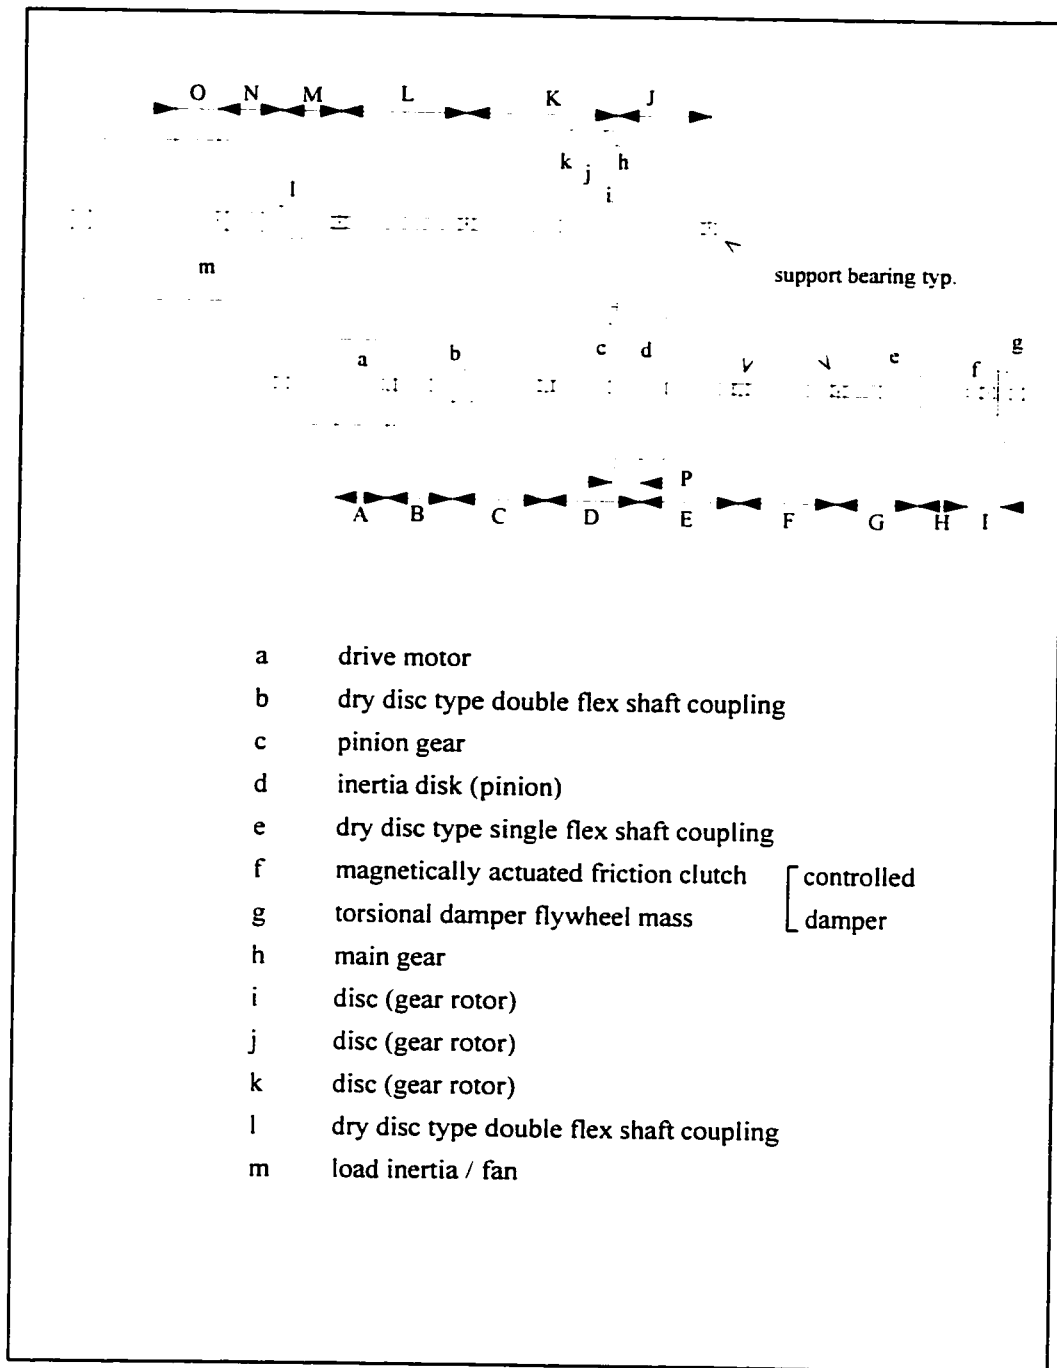 O N M L K J
k j h
i
l
m
support bearing typ.
a b c d e f g
P
A B C D E F G H I
a drive motor
b dry disc type double flex shaft coupling
c pinion gear
d inertia disk (pinion)
e dry disc type single flex shaft coupling
f magnetically actuated friction clutch controlled
g torsional damper flywheel mass damper
h main gear
i disc (gear rotor)
j disc (gear rotor)
k disc (gear rotor)
l dry disc type double flex shaft coupling
m load inertia / fan